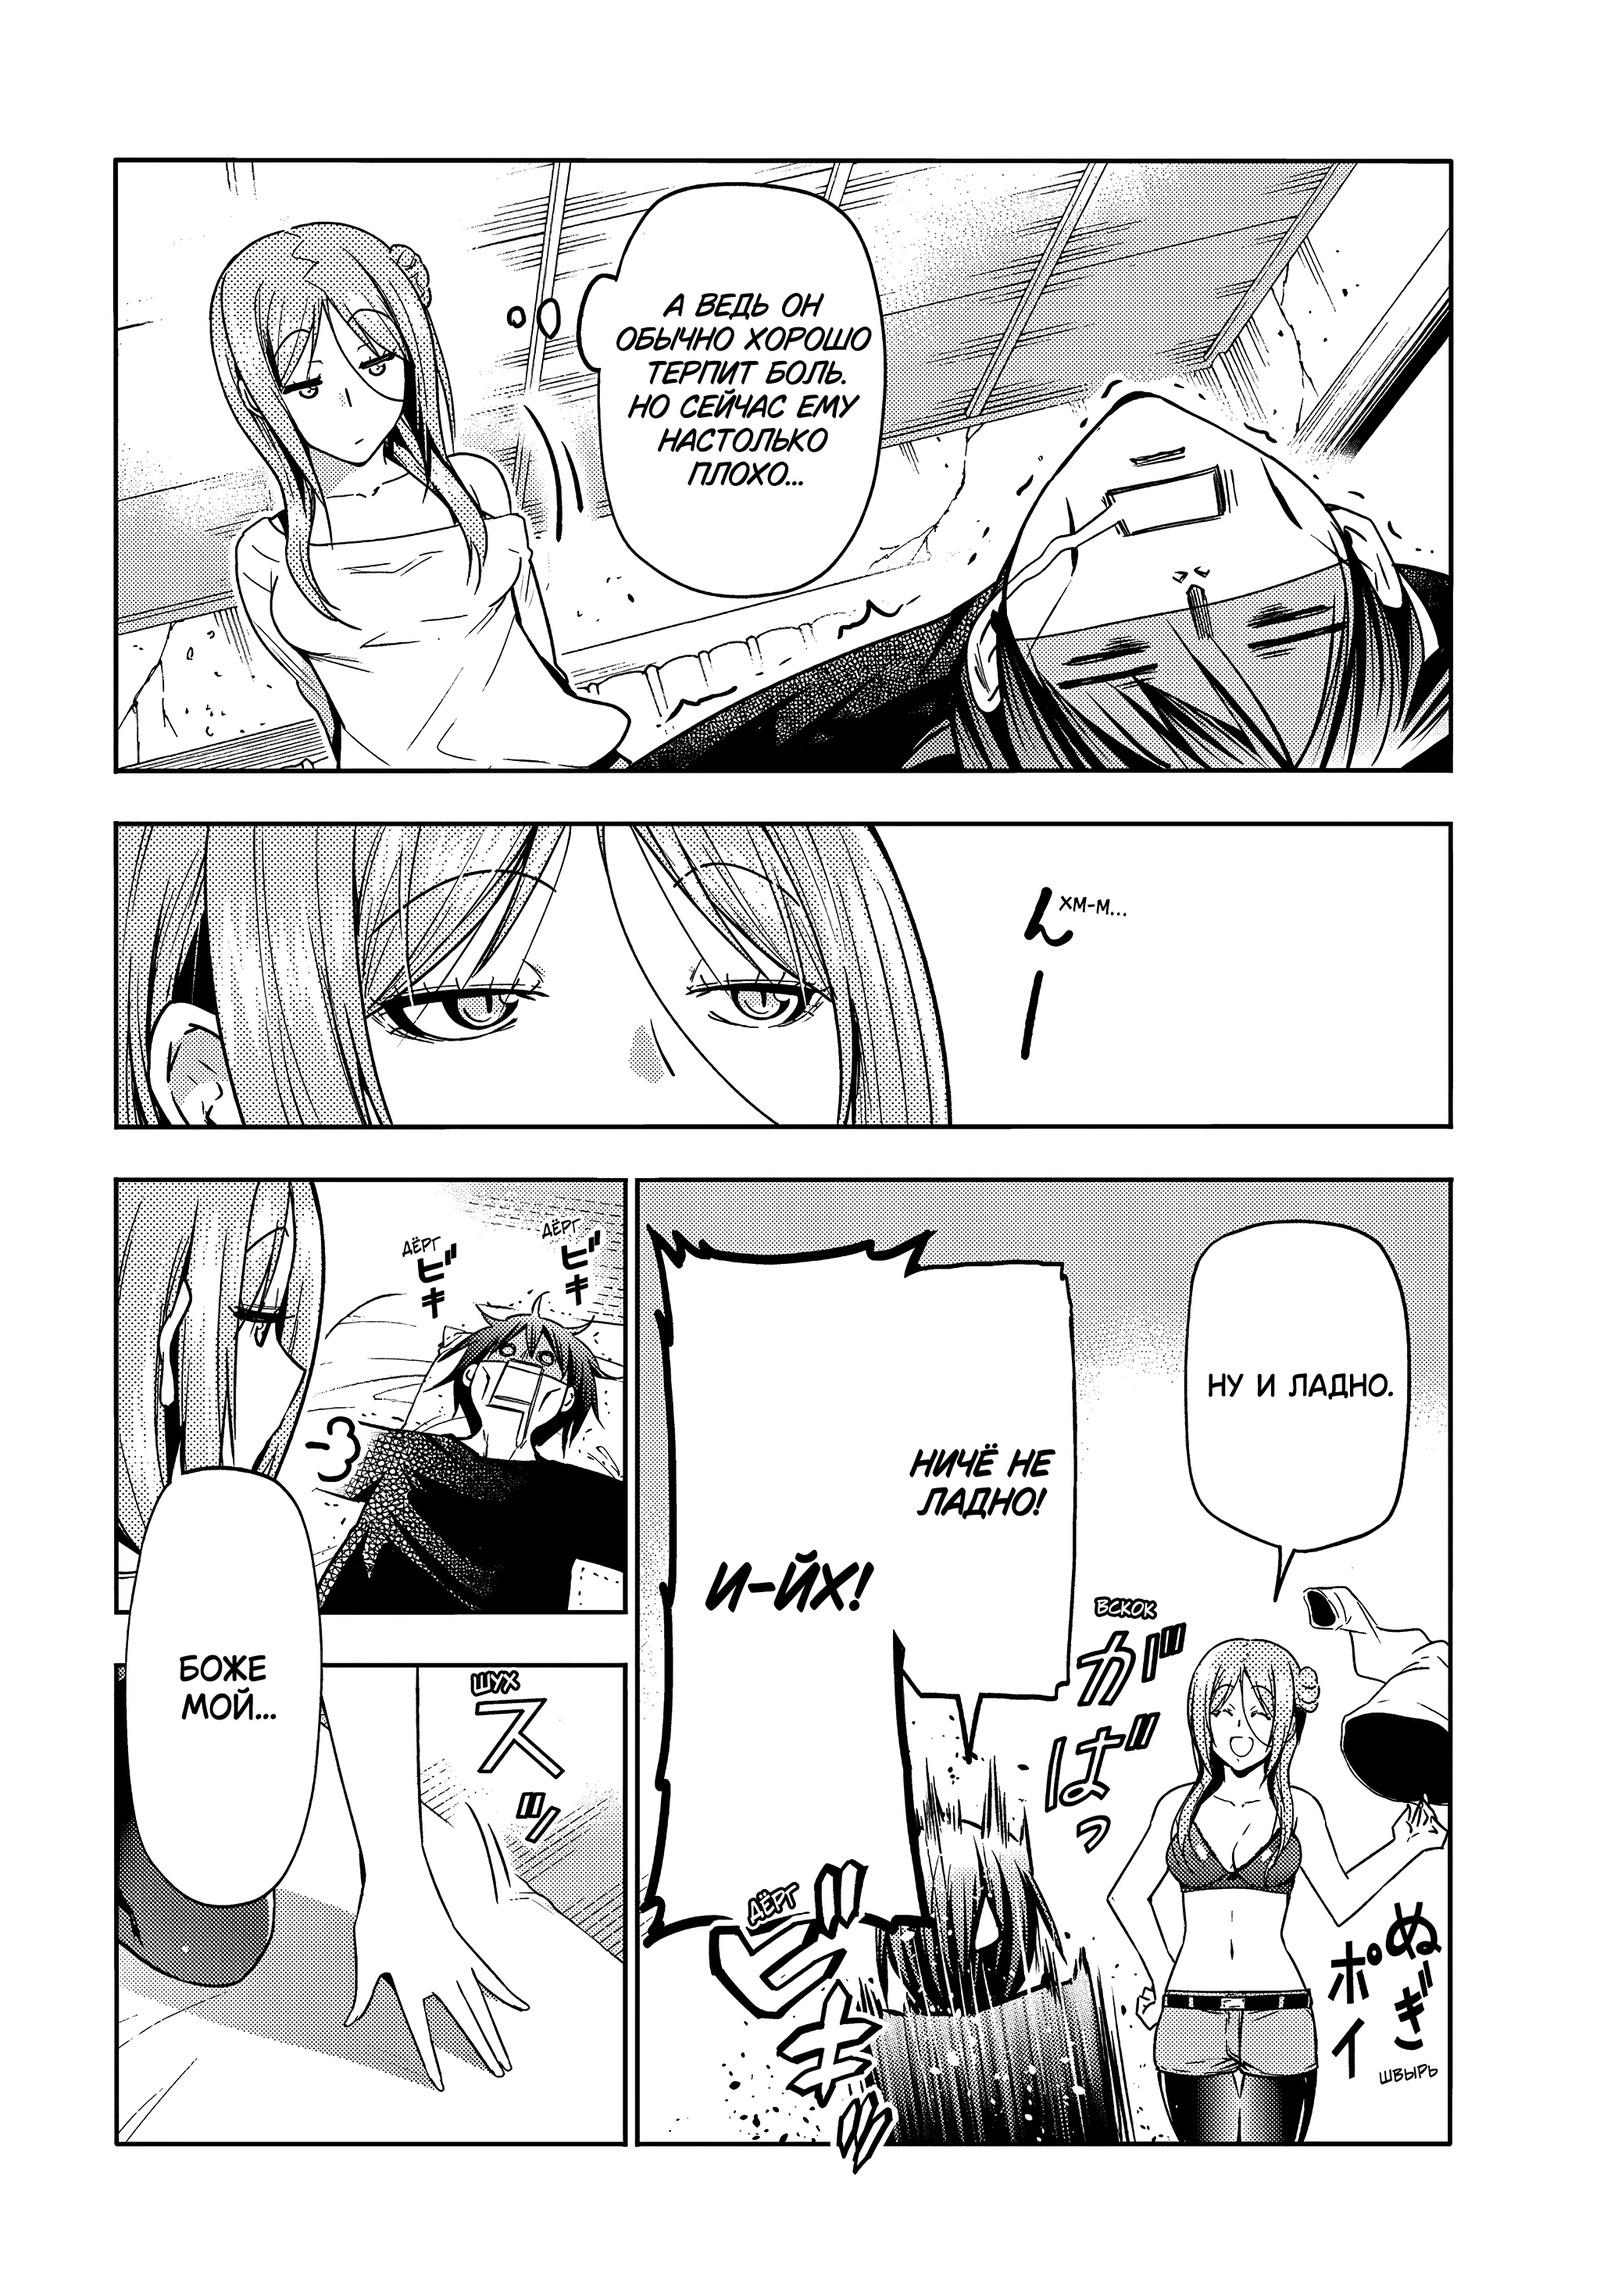 А ВЕДЬ ОН
ОБЫЧНО ХОРОШО
ТЕРПИТ БОЛЬ.
НО СЕЙЧАС ЕМУ
НАСТОЛЬКО
ПЛОХО...
んー
ХМ-М...
НУ И ЛАДНО.
ぬぎ
ポイ
ШВЫРЬ
НИЧЁ НЕ
ЛАДНО!
ВСКОК
がばっ
И-ЙХ!
ДЁРГ
ビキッ
ДЁРГ
ビキ
ДЁРГ
ビキ
БОЖЕ
МОЙ...
ШУХ
スッ